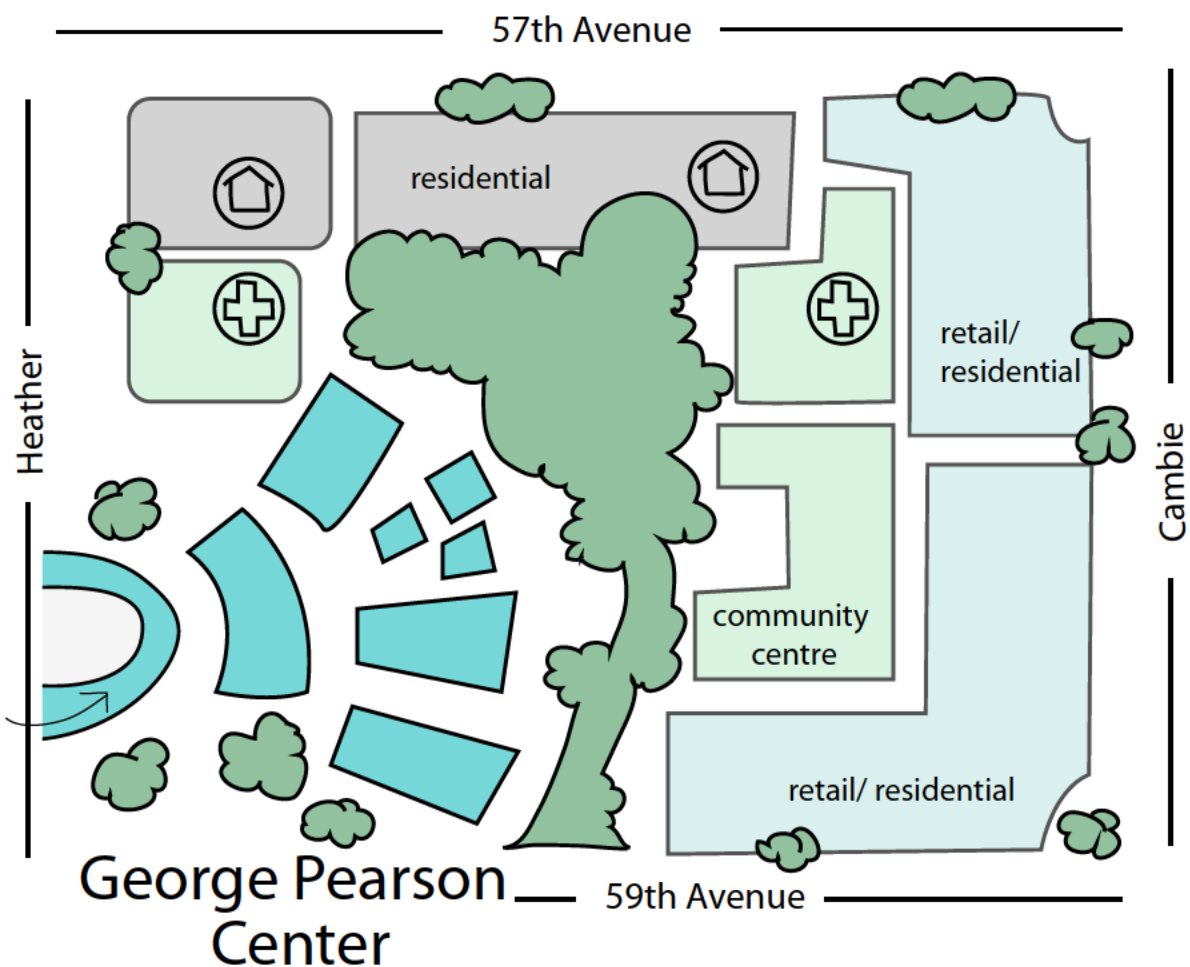 57th Avenue
residential
retail/
residential
Heather
Cambie
community
centre
retail/ residential
George Pearson
Center
59th Avenue